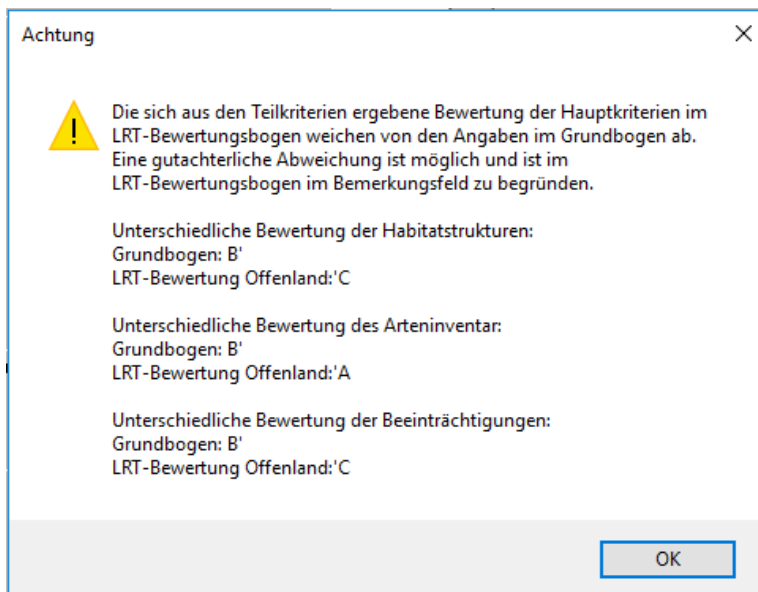 Achtung
Die sich aus den Teilkriterien ergebene Bewertung der Hauptkriterien im
LRT-Bewertungsbogen weichen von den Angaben im Grundbogen ab.
Eine gutachterliche Abweichung ist möglich und ist im
LRT-Bewertungsbogen im Bemerkungsfeld zu begründen.
Unterschiedliche Bewertung der Habitatstrukturen:
Grundbogen: B'
LRT-Bewertung Offenland:'C
Unterschiedliche Bewertung des Arteninventar:
Grundbogen: B'
LRT-Bewertung Offenland:'A
Unterschiedliche Bewertung der Beeinträchtigungen:
Grundbogen: B'
LRT-Bewertung Offenland:'C
OK